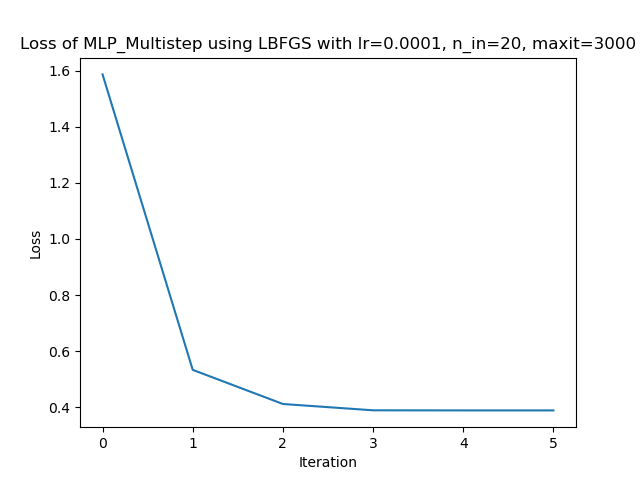 Loss of MLP_Multistep using LBFGS with lr=0.0001, n_in=20, maxit=3000
1.6
1.4
1.2
1.0
0.8
0.6
0.4
Loss
0 1 2 3 4 5
Iteration